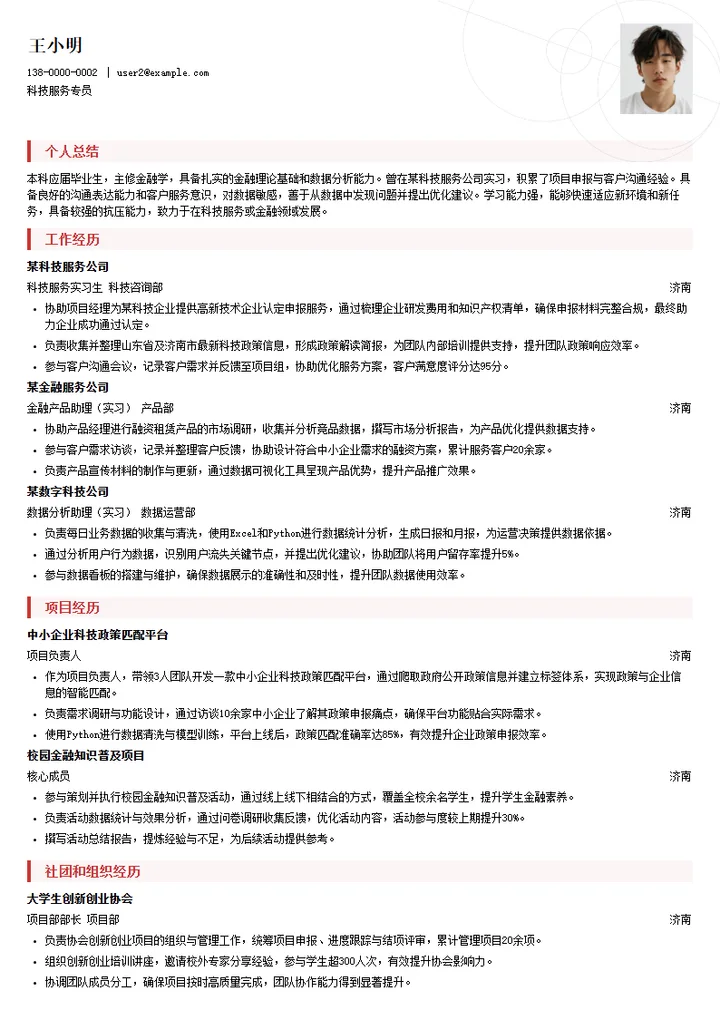 王小明
138-0000-0002 | user2@example.com
科技服务专员
个人总结
本科应届毕业生，主修金融学，具备扎实的金融理论基础和数据分析能力。曾在某科技服务公司实习，积累了项目申报与客户沟通经验。具
备良好的沟通表达能力和客户服务意识，对数据敏感，善于从数据中发现问题并提出优化建议。学习能力强，能够快速适应新环境和新任
务，具备较强的抗压能力，致力于在科技服务或金融领域发展。
工作经历
某科技服务公司
科技服务实习生 科技咨询部 济南
• 协助项目经理为某科技企业提供高新技术企业认定申报服务，通过梳理企业研发费用和知识产权清单，确保申报材料完整合规，最终助
力企业成功通过认定。
• 负责收集并整理山东省及济南市最新科技政策信息，形成政策解读简报，为团队内部培训提供支持，提升团队政策响应效率。
• 参与客户沟通会议，记录客户需求并反馈至项目组，协助优化服务方案，客户满意度评分达95分。
某金融服务公司
金融产品助理（实习） 产品部 济南
• 协助产品经理进行融资租赁产品的市场调研，收集并分析竞品数据，撰写市场分析报告，为产品优化提供数据支持。
• 参与客户需求访谈，记录并整理客户反馈，协助设计符合中小企业需求的融资方案，累计服务客户20余家。
• 负责产品宣传材料的制作与更新，通过数据可视化工具呈现产品优势，提升产品推广效果。
某数字科技公司
数据分析助理（实习） 数据运营部 济南
• 负责每日业务数据的收集与清洗，使用Excel和Python进行数据统计分析，生成日报和月报，为运营决策提供数据依据。
• 通过分析用户行为数据，识别用户流失关键节点，并提出优化建议，协助团队将用户留存率提升5%。
• 参与数据看板的搭建与维护，确保数据展示的准确性和及时性，提升团队数据使用效率。
项目经历
中小企业科技政策匹配平台
项目负责人 济南
• 作为项目负责人，带领3人团队开发一款中小企业科技政策匹配平台，通过爬取政府公开政策信息并建立标签体系，实现政策与企业信
息的智能匹配。
• 负责需求调研与功能设计，通过访谈10余家中小企业了解其政策申报痛点，确保平台功能贴合实际需求。
• 使用Python进行数据清洗与模型训练，平台上线后，政策匹配准确率达85%，有效提升企业政策申报效率。
校园金融知识普及项目
核心成员 济南
• 参与策划并执行校园金融知识普及活动，通过线上线下相结合的方式，覆盖全校余名学生，提升学生金融素养。
• 负责活动数据统计与效果分析，通过问卷调研收集反馈，优化活动内容，活动参与度较上期提升30%。
• 撰写活动总结报告，提炼经验与不足，为后续活动提供参考。
社团和组织经历
大学生创新创业协会
项目部部长 项目部 济南
• 负责协会创新创业项目的组织与管理工作，统筹项目申报、进度跟踪与结项评审，累计管理项目20余项。
• 组织创新创业培训讲座，邀请校外专家分享经验，参与学生超300人次，有效提升协会影响力。
• 协调团队成员分工，确保项目按时高质量完成，团队协作能力得到显著提升。